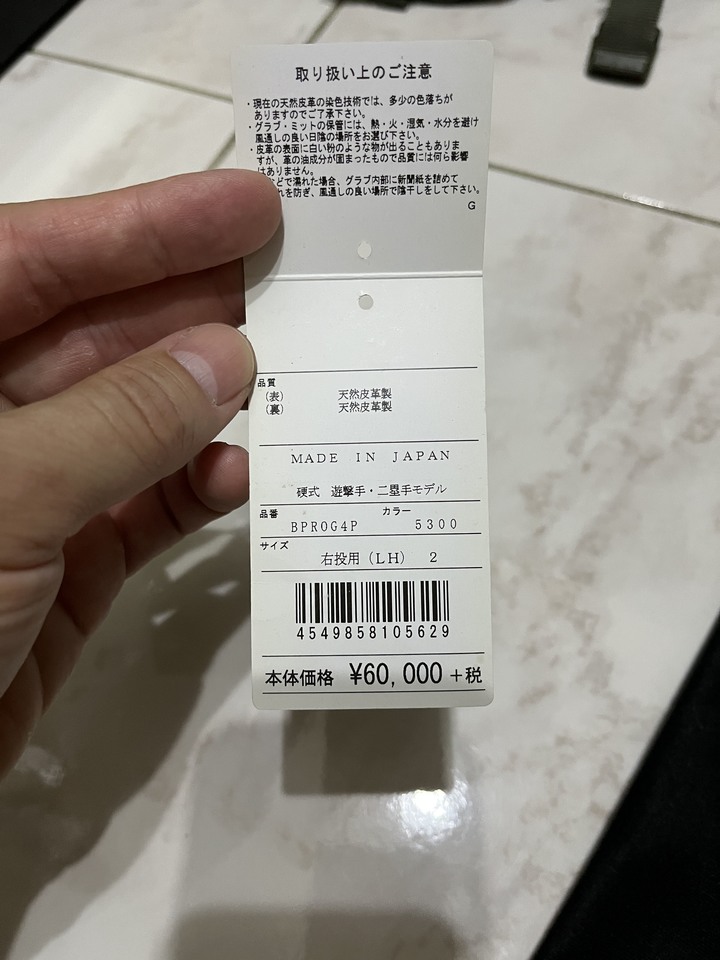 取り扱い上のご注意
・現在の天然皮革の染色技術では、多少の色落ちが
ありますのでご了承下さい。
・グラブ・ミットの保管には、熱・火・湿気・水分を避け
風通しの良い日陰の場所をお選び下さい。
・皮革の表面に白い粉のような物が出ることもありま
すが、革の油成分が固まったもので品質には何ら影響
はありません。
などで濡れた場合、グラブ内部に新聞紙を詰めて
れを防ぎ、風通しの良い場所で陰干しをして下さい。
G
品質
（表） 天然皮革製
（裏） 天然皮革製
MADE IN JAPAN
硬式 遊撃手・二塁手モデル
品番 カラー
BPROG4P 5300
サイズ
右投用（LH） 2
4549858105629
本体価格 ¥60,000＋税